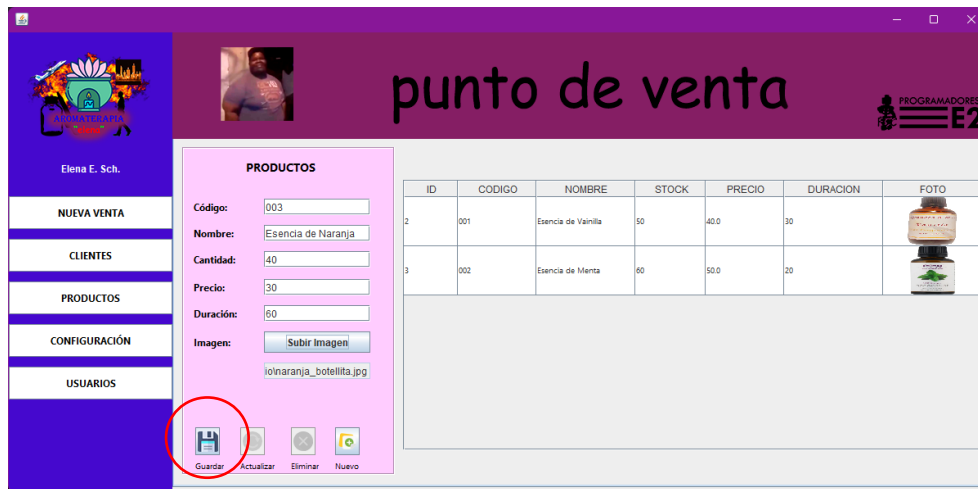 punto de venta
PROGRAMADORES
E2
AROMATERAPIA
Elena E. Sch.
NUEVA VENTA
CLIENTES
PRODUCTOS
CONFIGURACIÓN
USUARIOS
PRODUCTOS
Código: 003
Nombre: Esencia de Naranja
Cantidad: 40
Precio: 30
Duración: 60
Imagen: Subir Imagen
io\naranja_botellita.jpg
Guardar Actualizar Eliminar Nuevo
ID CODIGO NOMBRE STOCK PRECIO DURACION FOTO
2 001 Esencia de Vainilla 50 40.0 30
3 002 Esencia de Menta 60 50.0 20